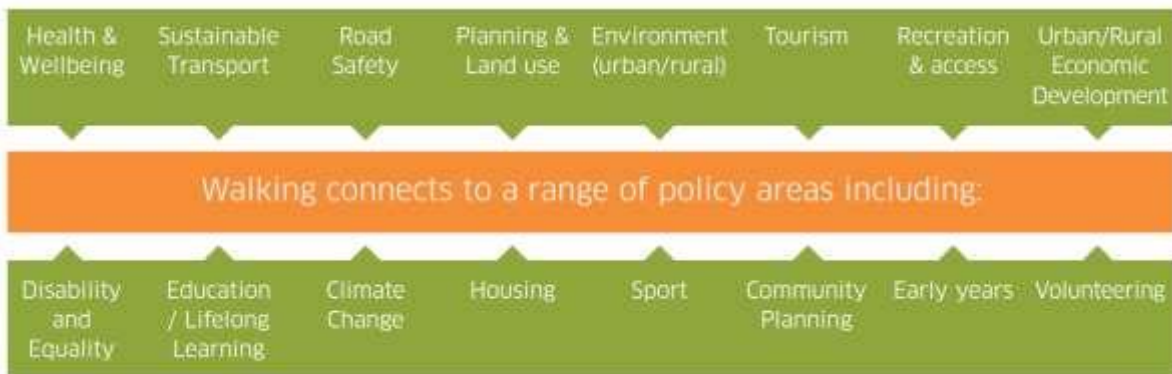 Health &
Wellbeing
Sustainable
Transport
Road
Safety
Planning &
Land use
Environment
(urban/rural)
Tourism
Recreation
& access
Urban/Rural
Economic
Development
Walking connects to a range of policy areas including:
Disability
and
Equality
Education
/ Lifelong
Learning
Climate
Change
Housing
Sport
Community
Planning
Early years
Volunteering